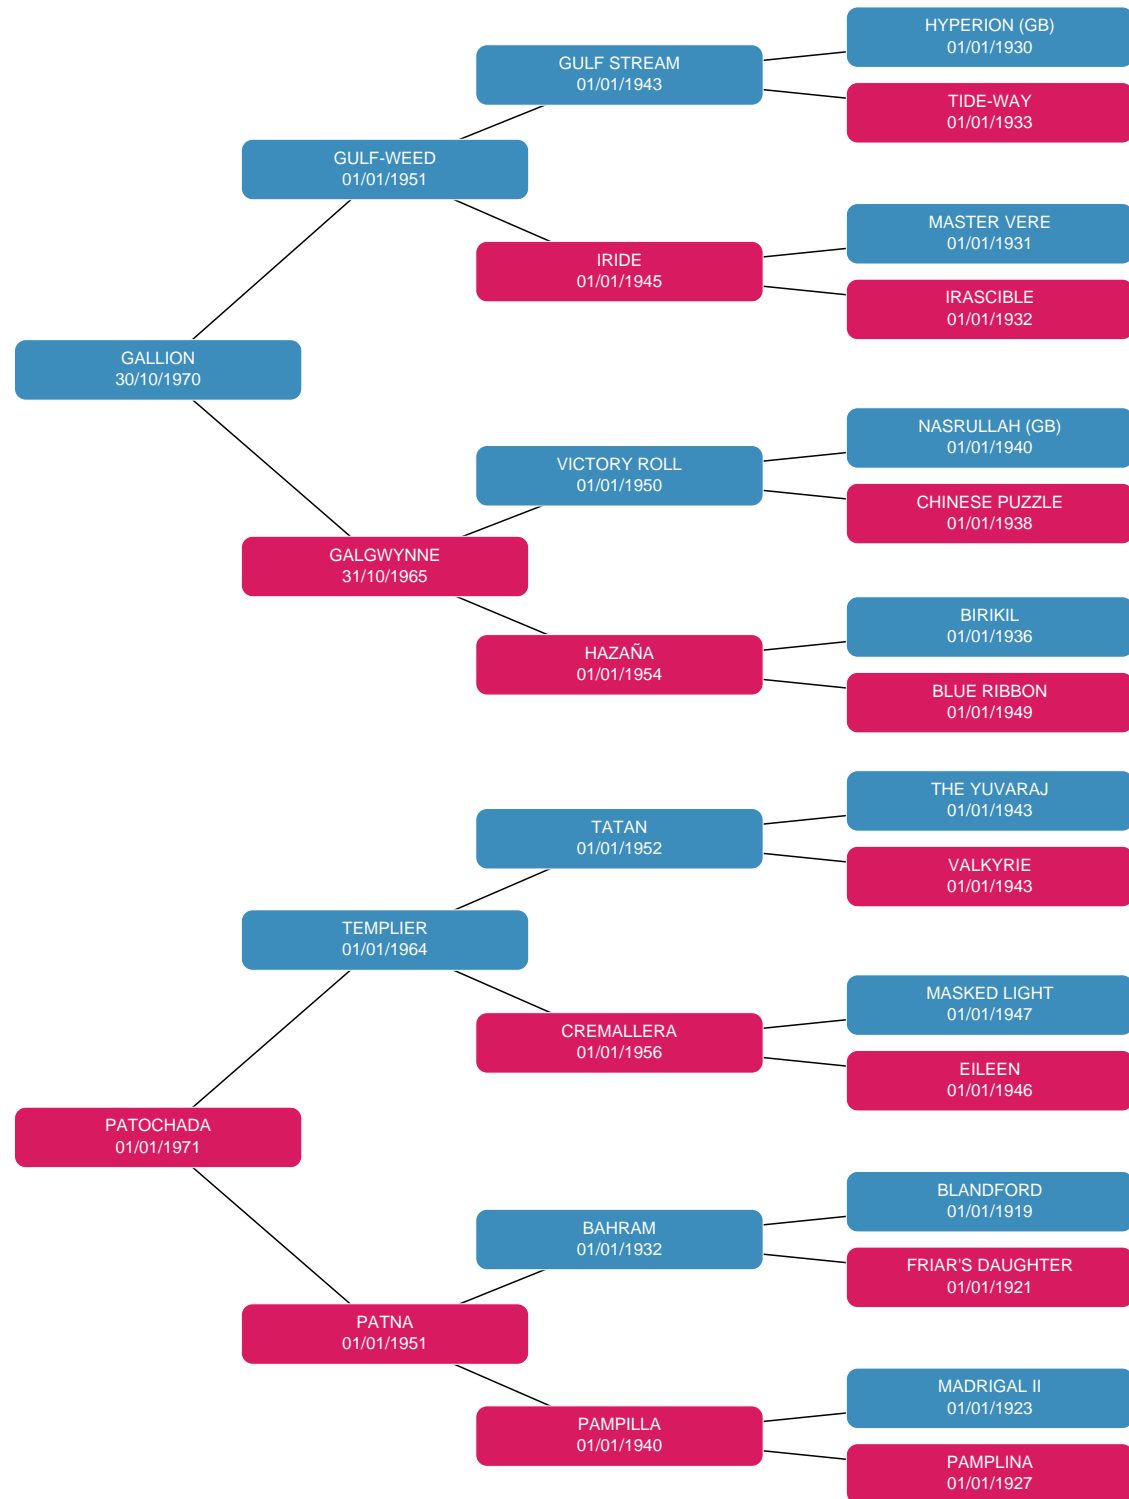 HYPERION (GB)
01/01/1930
GULF STREAM
01/01/1943
TIDE-WAY
01/01/1933
GULF-WEED
01/01/1951
MASTER VERE
01/01/1931
IRIDE
01/01/1945
IRASCIBLE
01/01/1932
GALLION
30/10/1970
NASRULLAH (GB)
01/01/1940
VICTORY ROLL
01/01/1950
CHINESE PUZZLE
01/01/1938
GALGWYNNE
31/10/1965
BIRIKIL
01/01/1936
HAZAÑA
01/01/1954
BLUE RIBBON
01/01/1949
THE YUVARAJ
01/01/1943
TATAN
01/01/1952
VALKYRIE
01/01/1943
TEMPLIER
01/01/1964
MASKED LIGHT
01/01/1947
CREMALLERA
01/01/1956
EILEEN
01/01/1946
PATOCHADA
01/01/1971
BLANDFORD
01/01/1919
BAHRAM
01/01/1932
FRIAR'S DAUGHTER
01/01/1921
PATNA
01/01/1951
MADRIGAL II
01/01/1923
PAMPILLA
01/01/1940
PAMPLINA
01/01/1927